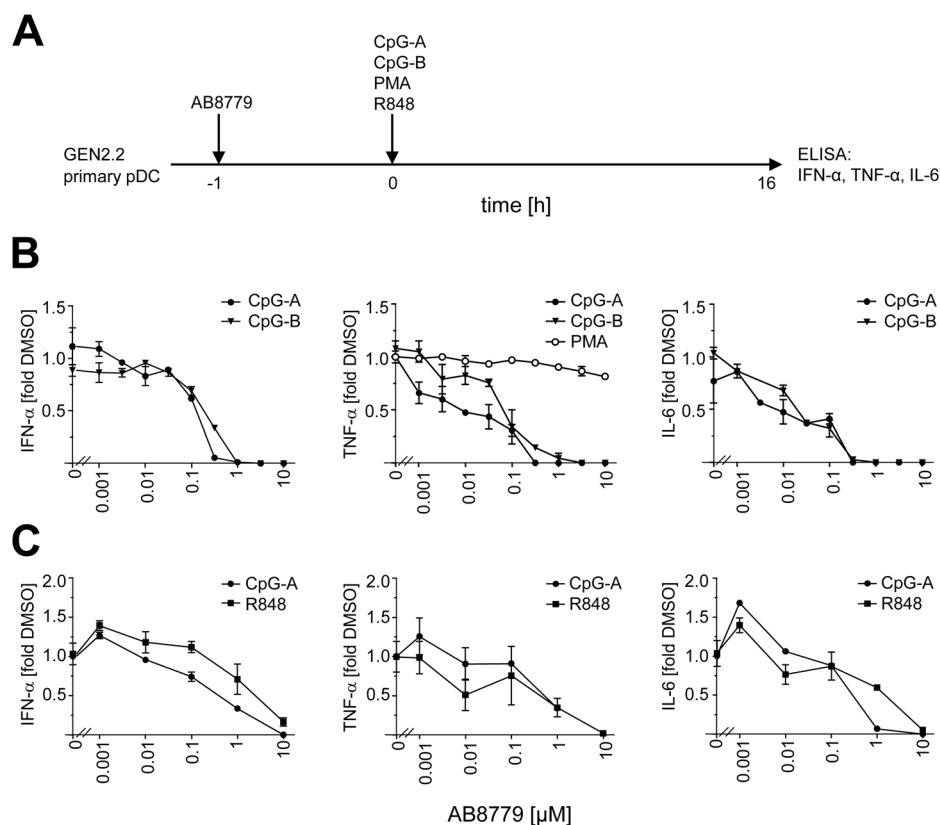 A
CpG-A
CpG-B
PMA
R848
AB8779
GEN2.2
primary pDC
-1
0
16
time [h]
ELISA:
IFN-α, TNF-α, IL-6
B
IFN-α [fold DMSO]
1.5
1.0
0.5
0
0.001
0.01
0.1
1
10
CpG-A
CpG-B
TNF-α [fold DMSO]
1.5
1.0
0.5
0
0.001
0.01
0.1
1
10
CpG-A
CpG-B
PMA
IL-6 [fold DMSO]
1.5
1.0
0.5
0
0.001
0.01
0.1
1
10
CpG-A
CpG-B
C
IFN-α [fold DMSO]
2.0
1.5
1.0
0.5
0
0.001
0.01
0.1
1
10
CpG-A
R848
TNF-α [fold DMSO]
2.0
1.5
1.0
0.5
0
0.001
0.01
0.1
1
10
CpG-A
R848
IL-6 [fold DMSO]
2.0
1.5
1.0
0.5
0
0.001
0.01
0.1
1
10
CpG-A
R848
AB8779 [µM]